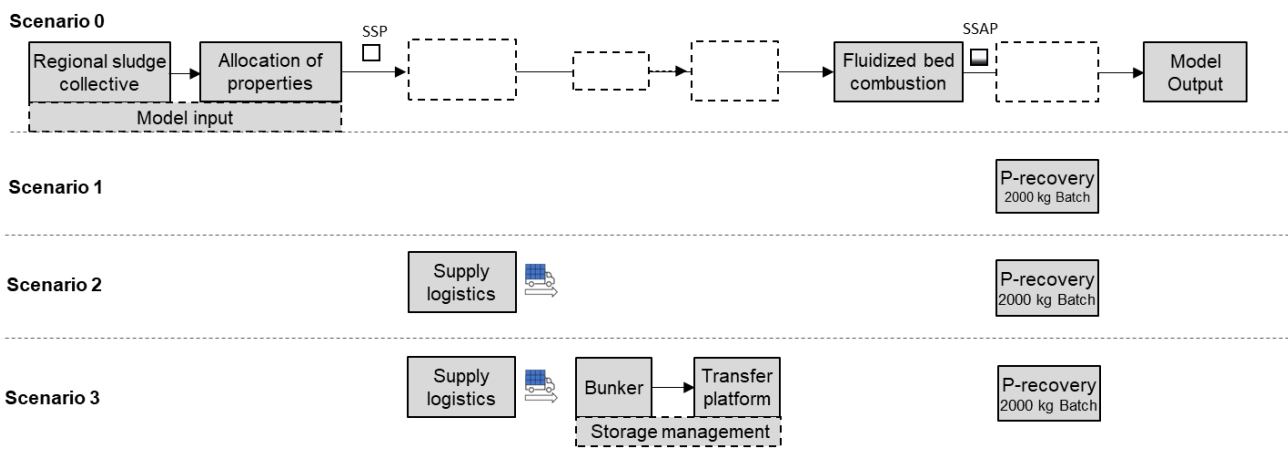 Scenario 0
SSP
SSAP
Regional sludge
collective
Allocation of
properties
Fluidized bed
combustion
Model
Output
Model input
Scenario 1
P-recovery
2000 kg Batch
Scenario 2
Supply
logistics
P-recovery
2000 kg Batch
Scenario 3
Supply
logistics
Bunker
Transfer
platform
P-recovery
2000 kg Batch
Storage management